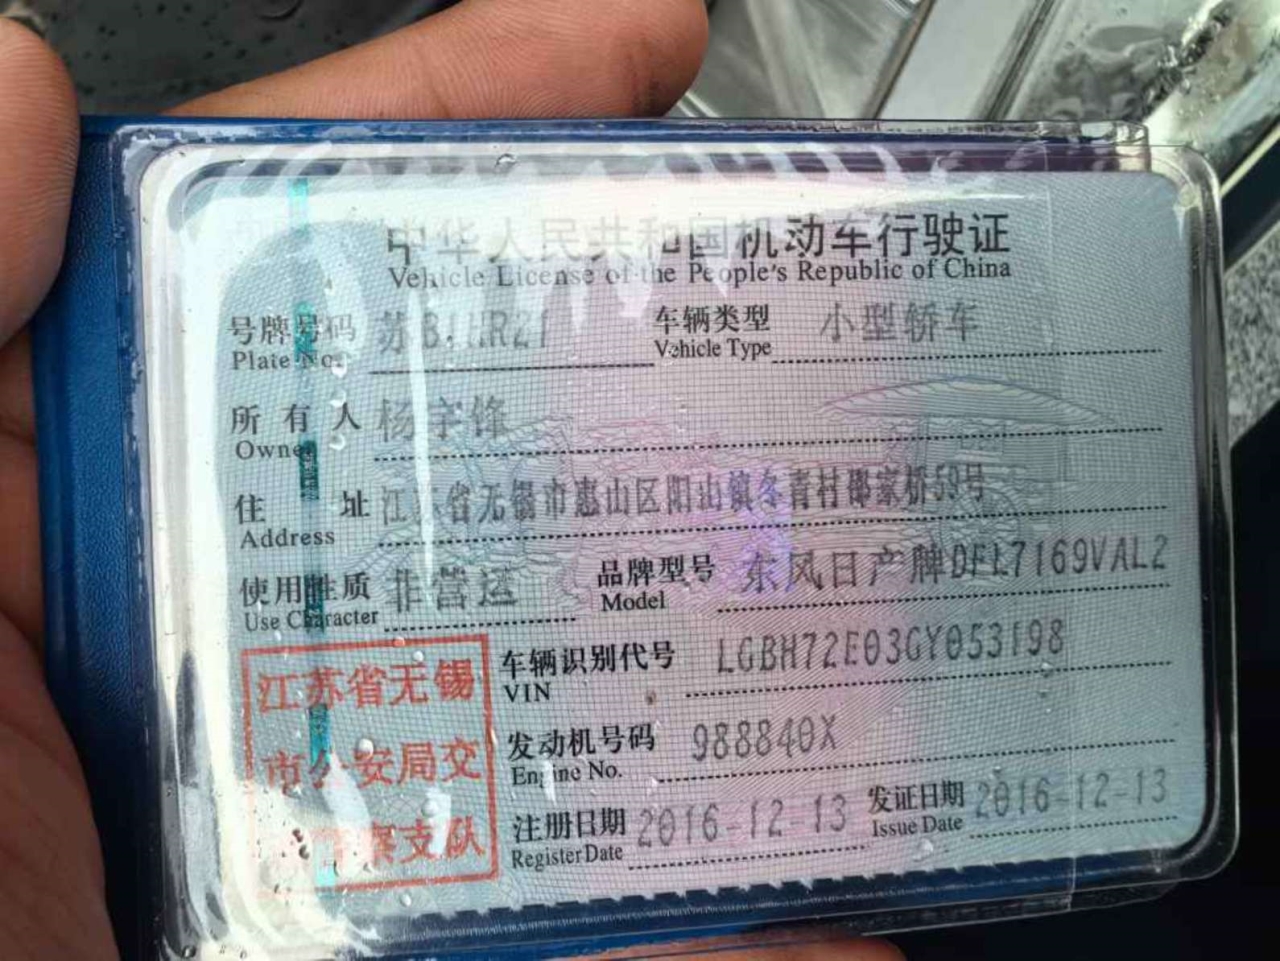 中华人民共和国机动车行驶证
Vehicle License of the People's Republic of China
号牌号码 车辆类型 小型轿车
Plate No. Vehicle Type
所有人 杨宇锋
Owner
住址 江苏省无锡市惠山区阳山镇冬青村邵家桥59号
Address
使用性质 非营运 品牌型号 东风日产牌DFL7169VAL2
Use Character Model
车辆识别代号 LGBH72E03GY053198
VIN
发动机号码 988840X
Engine No.
注册日期 2016-12-13 发证日期 2016-12-13
Register Date Issue Date
江苏省无锡
市公安局交
警察支队